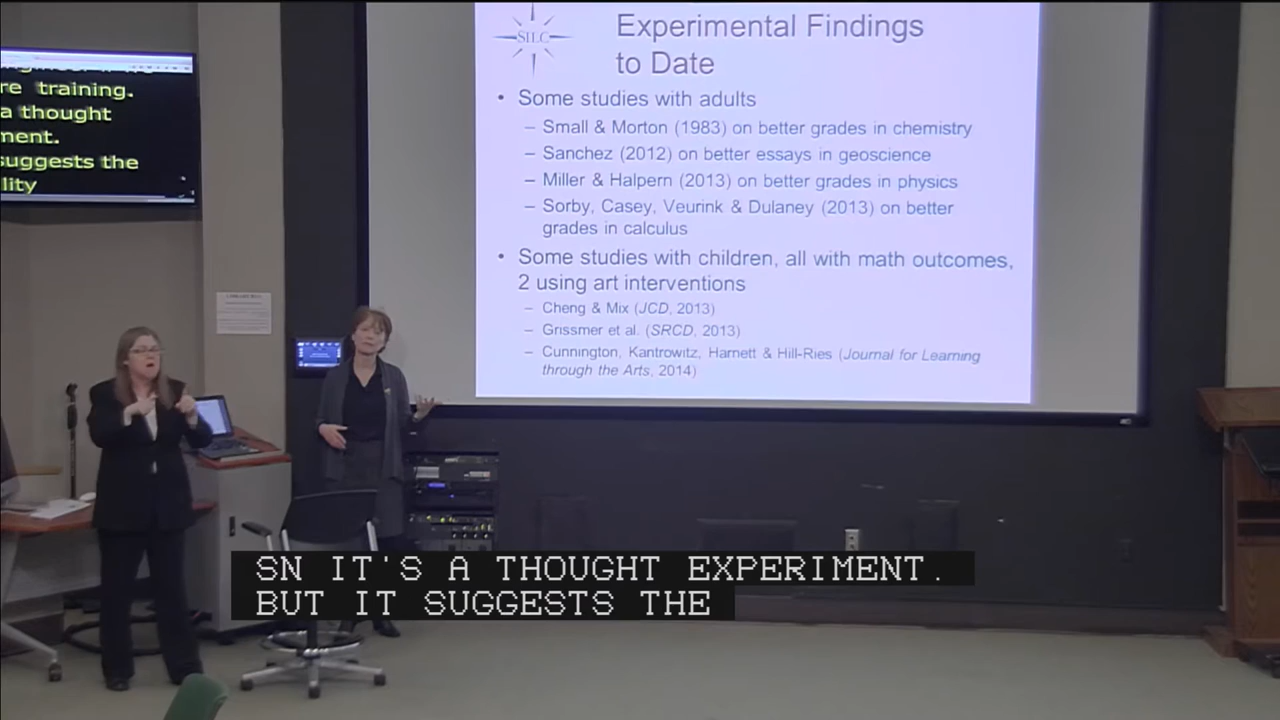 re training.
a thought
ment.
suggests the
lity
SILC
Experimental Findings
to Date
• Some studies with adults
– Small & Morton (1983) on better grades in chemistry
– Sanchez (2012) on better essays in geoscience
– Miller & Halpern (2013) on better grades in physics
– Sorby, Casey, Veurink & Dulaney (2013) on better
grades in calculus
• Some studies with children, all with math outcomes,
2 using art interventions
– Cheng & Mix (JCD, 2013)
– Grissmer et al. (SRCD, 2013)
– Cunnington, Kantrowitz, Harnett & Hill-Ries (Journal for Learning
through the Arts, 2014)
SN IT'S A THOUGHT EXPERIMENT.
BUT IT SUGGESTS THE